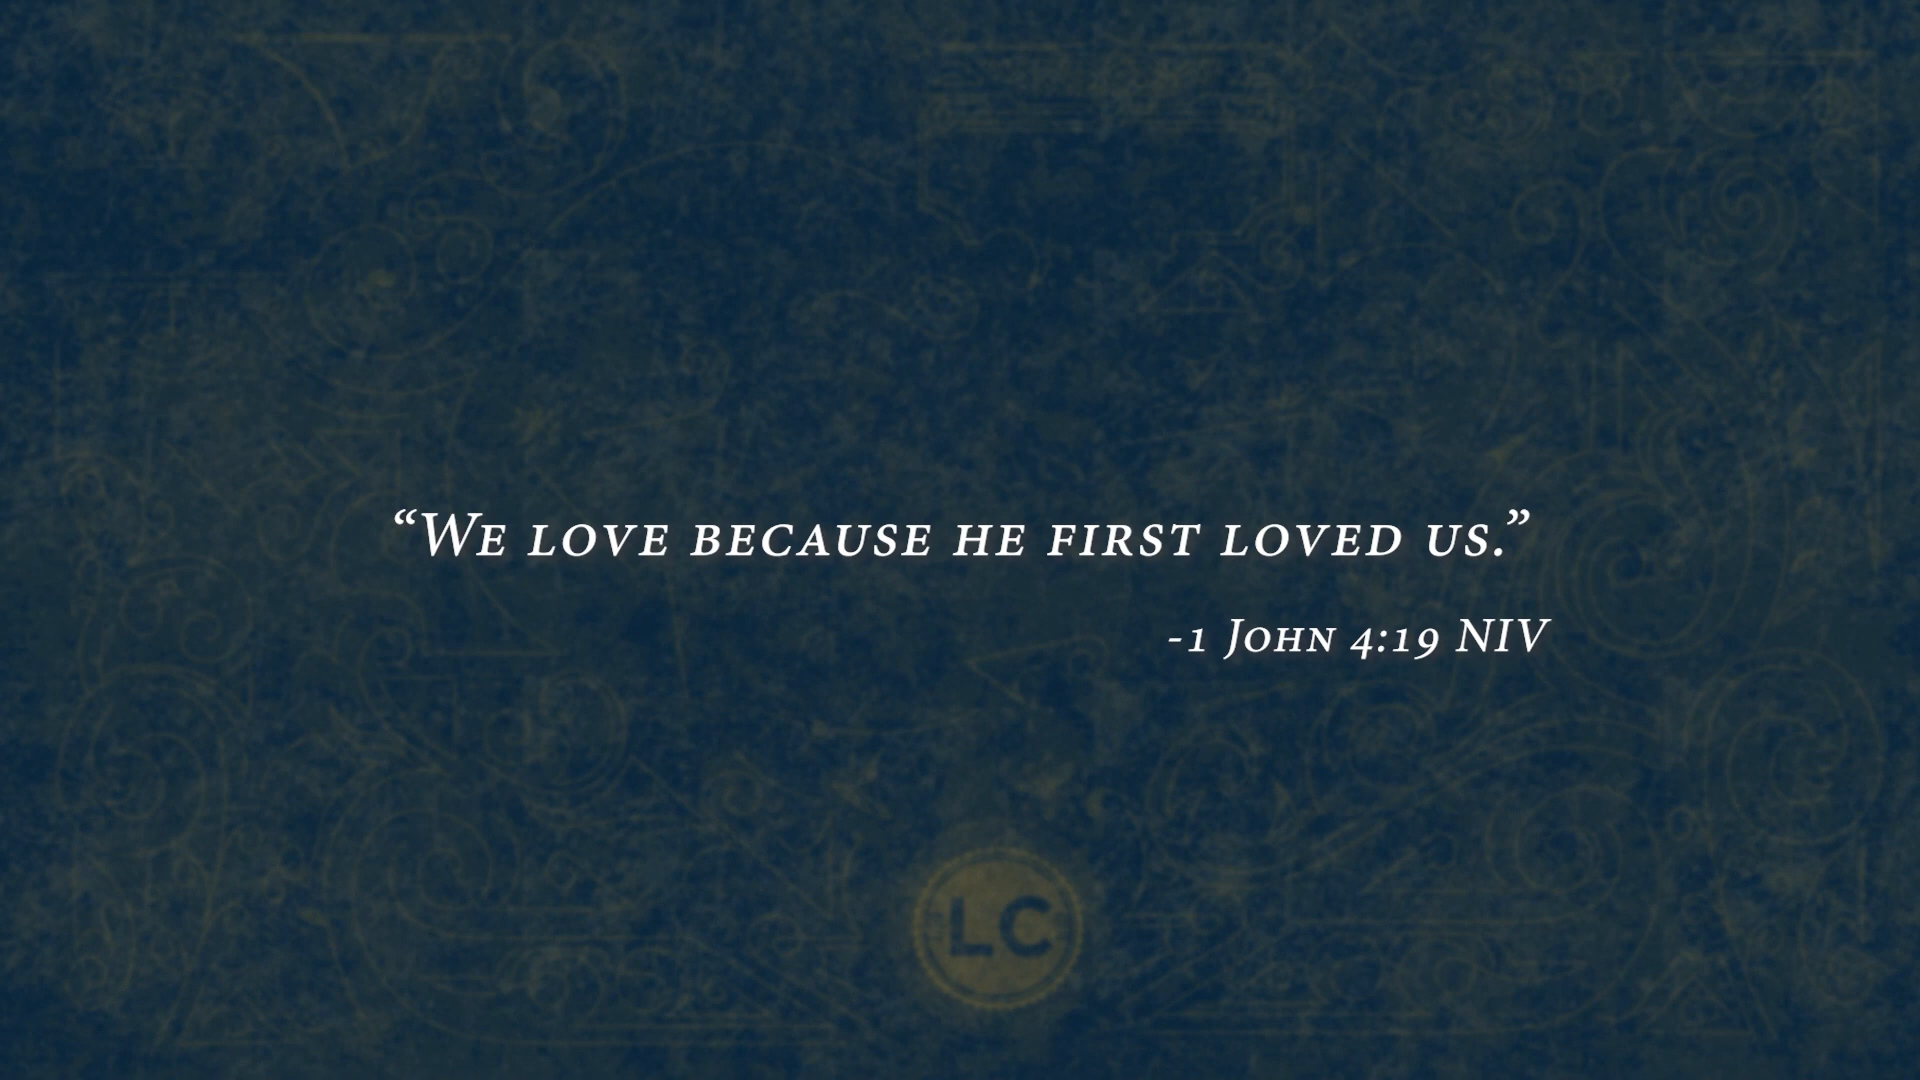 “We love because he first loved us.”
-1 John 4:19 NIV
LC